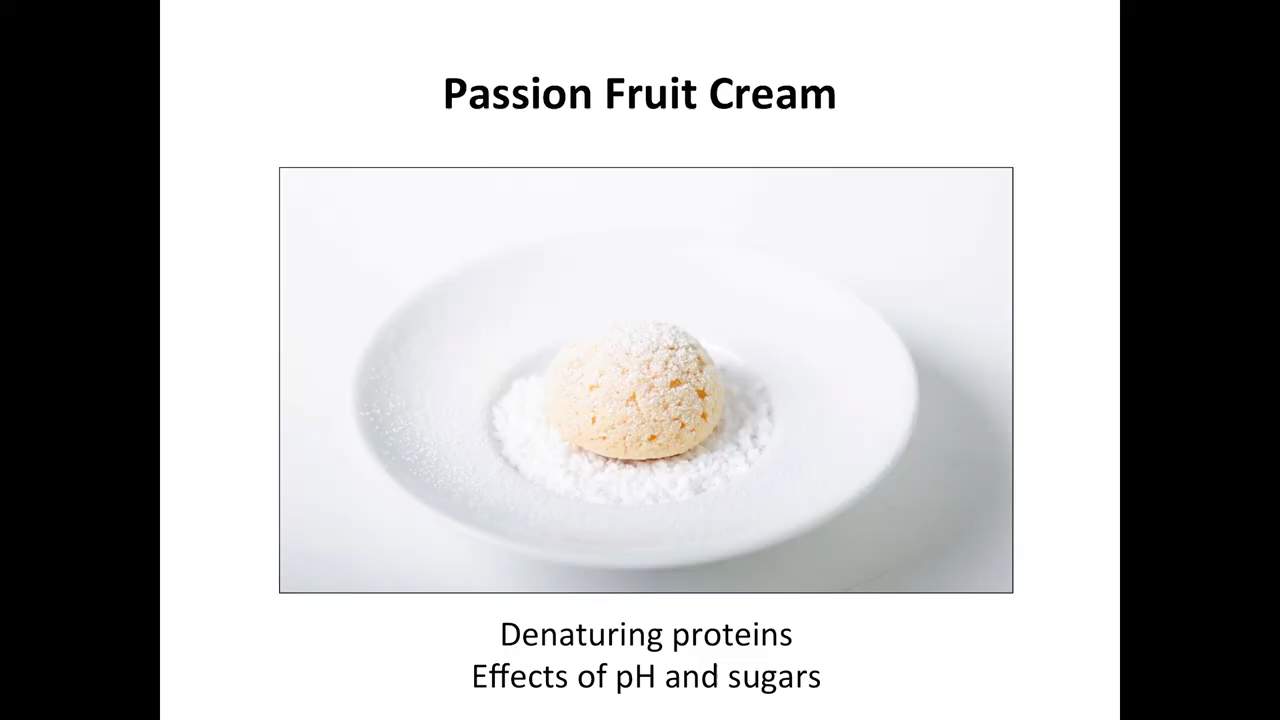 Passion Fruit Cream
Denaturing proteins
Effects of pH and sugars